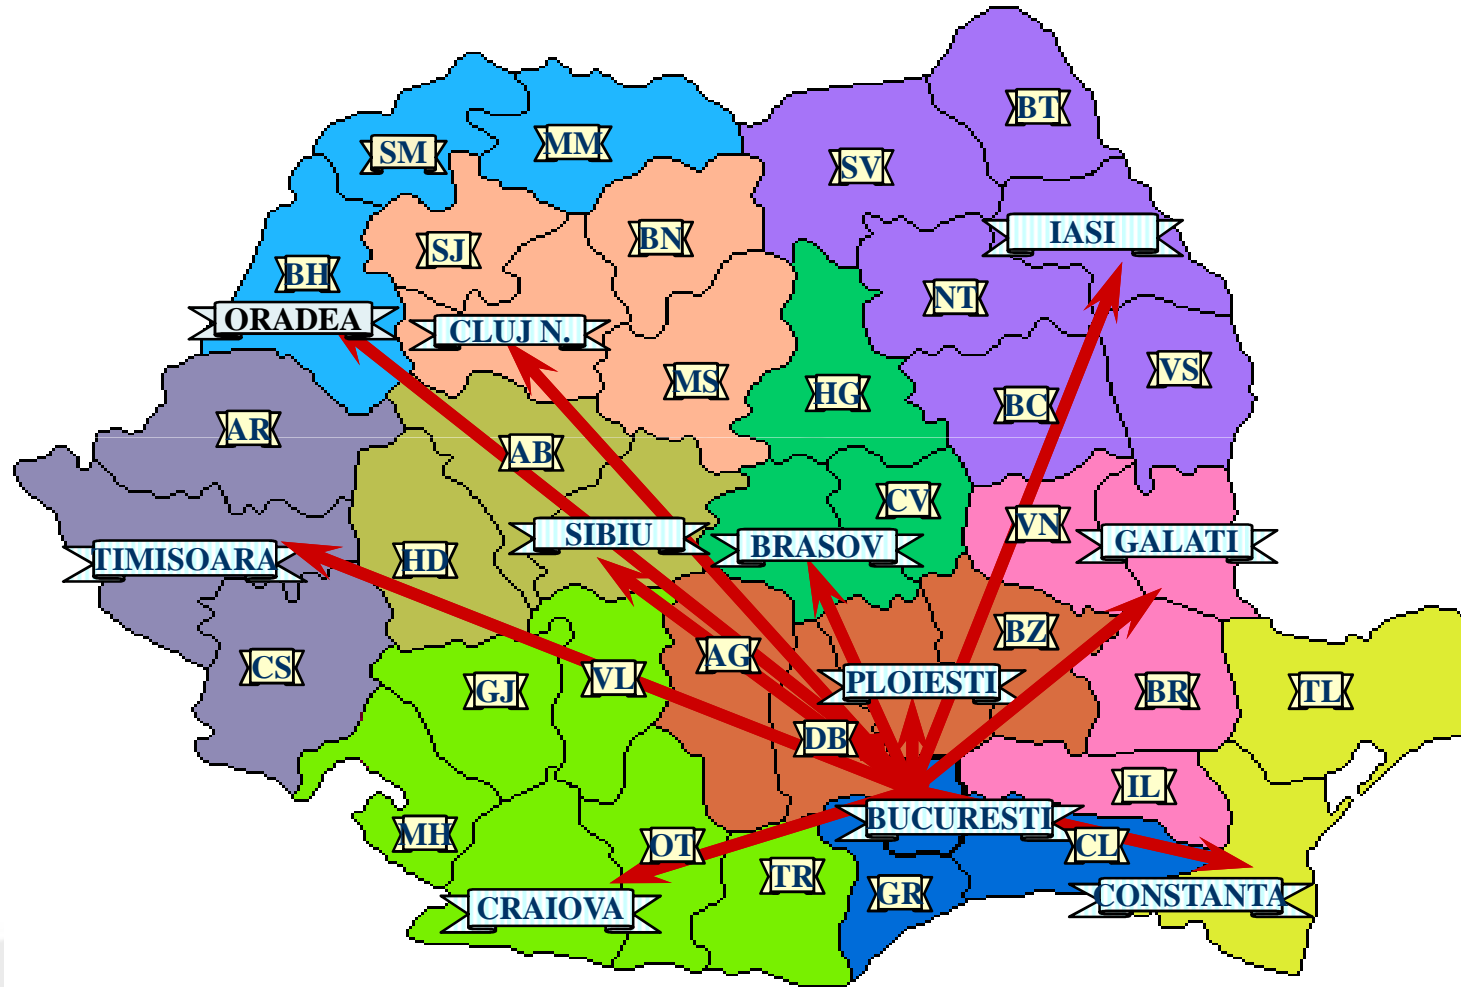 BT
SM
MM
SV
IASI
SJ
BN
BH
NT
ORADEA
CLUJ N.
VS
MS
HG
BC
AR
AB
CV
VN
SIBIU
BRASOV
GALATI
TIMISOARA
HD
BZ
AG
CS
VL
GJ
PLOIESTI
BR
TL
DB
IL
BUCURESTI
MH
OT
CL
TR
GR
CONSTANTA
CRAIOVA